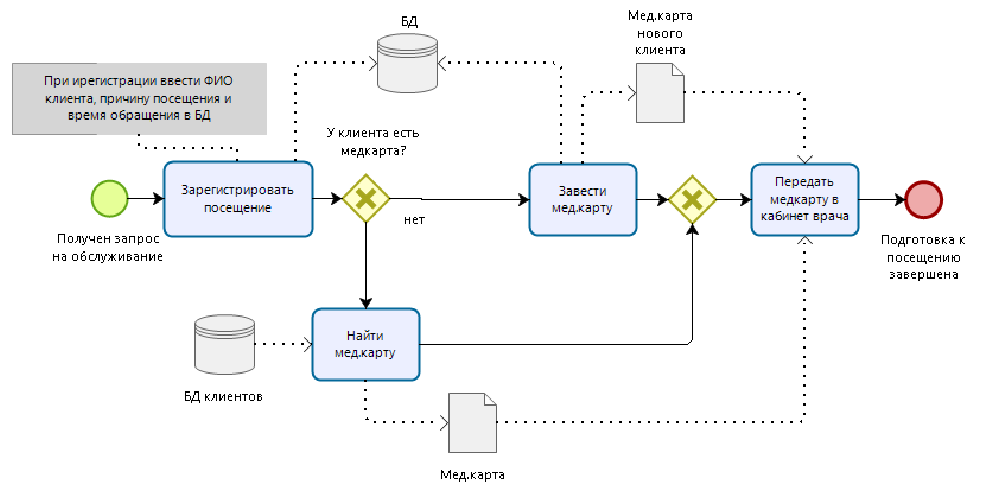 БД
Мед.карта
нового
клиента
При ирегистрации ввести ФИО
клиента, причину посещения и
время обращения в БД
У клиента есть
медкарта?
Зарегистрировать
посещение
нет
Завести
мед.карту
Передать
медкарту в
кабинет врача
Получен запрос
на обслуживание
Подготовка к
посещению
завершена
Найти
мед.карту
БД клиентов
Мед.карта